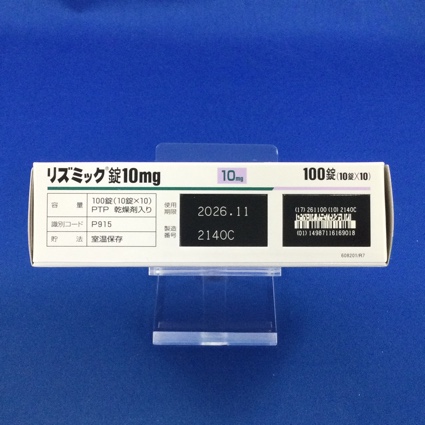 リズミック®錠10mg
10mg
100錠(10錠×10)
容量
100錠(10錠×10)
PTP 乾燥剤入り
識別コード
P915
貯法
室温保存
使用期限
2026.11
製造番号
2140C
(17) 261100 (10) 2140C
(01) 14987116169018
609201/R7